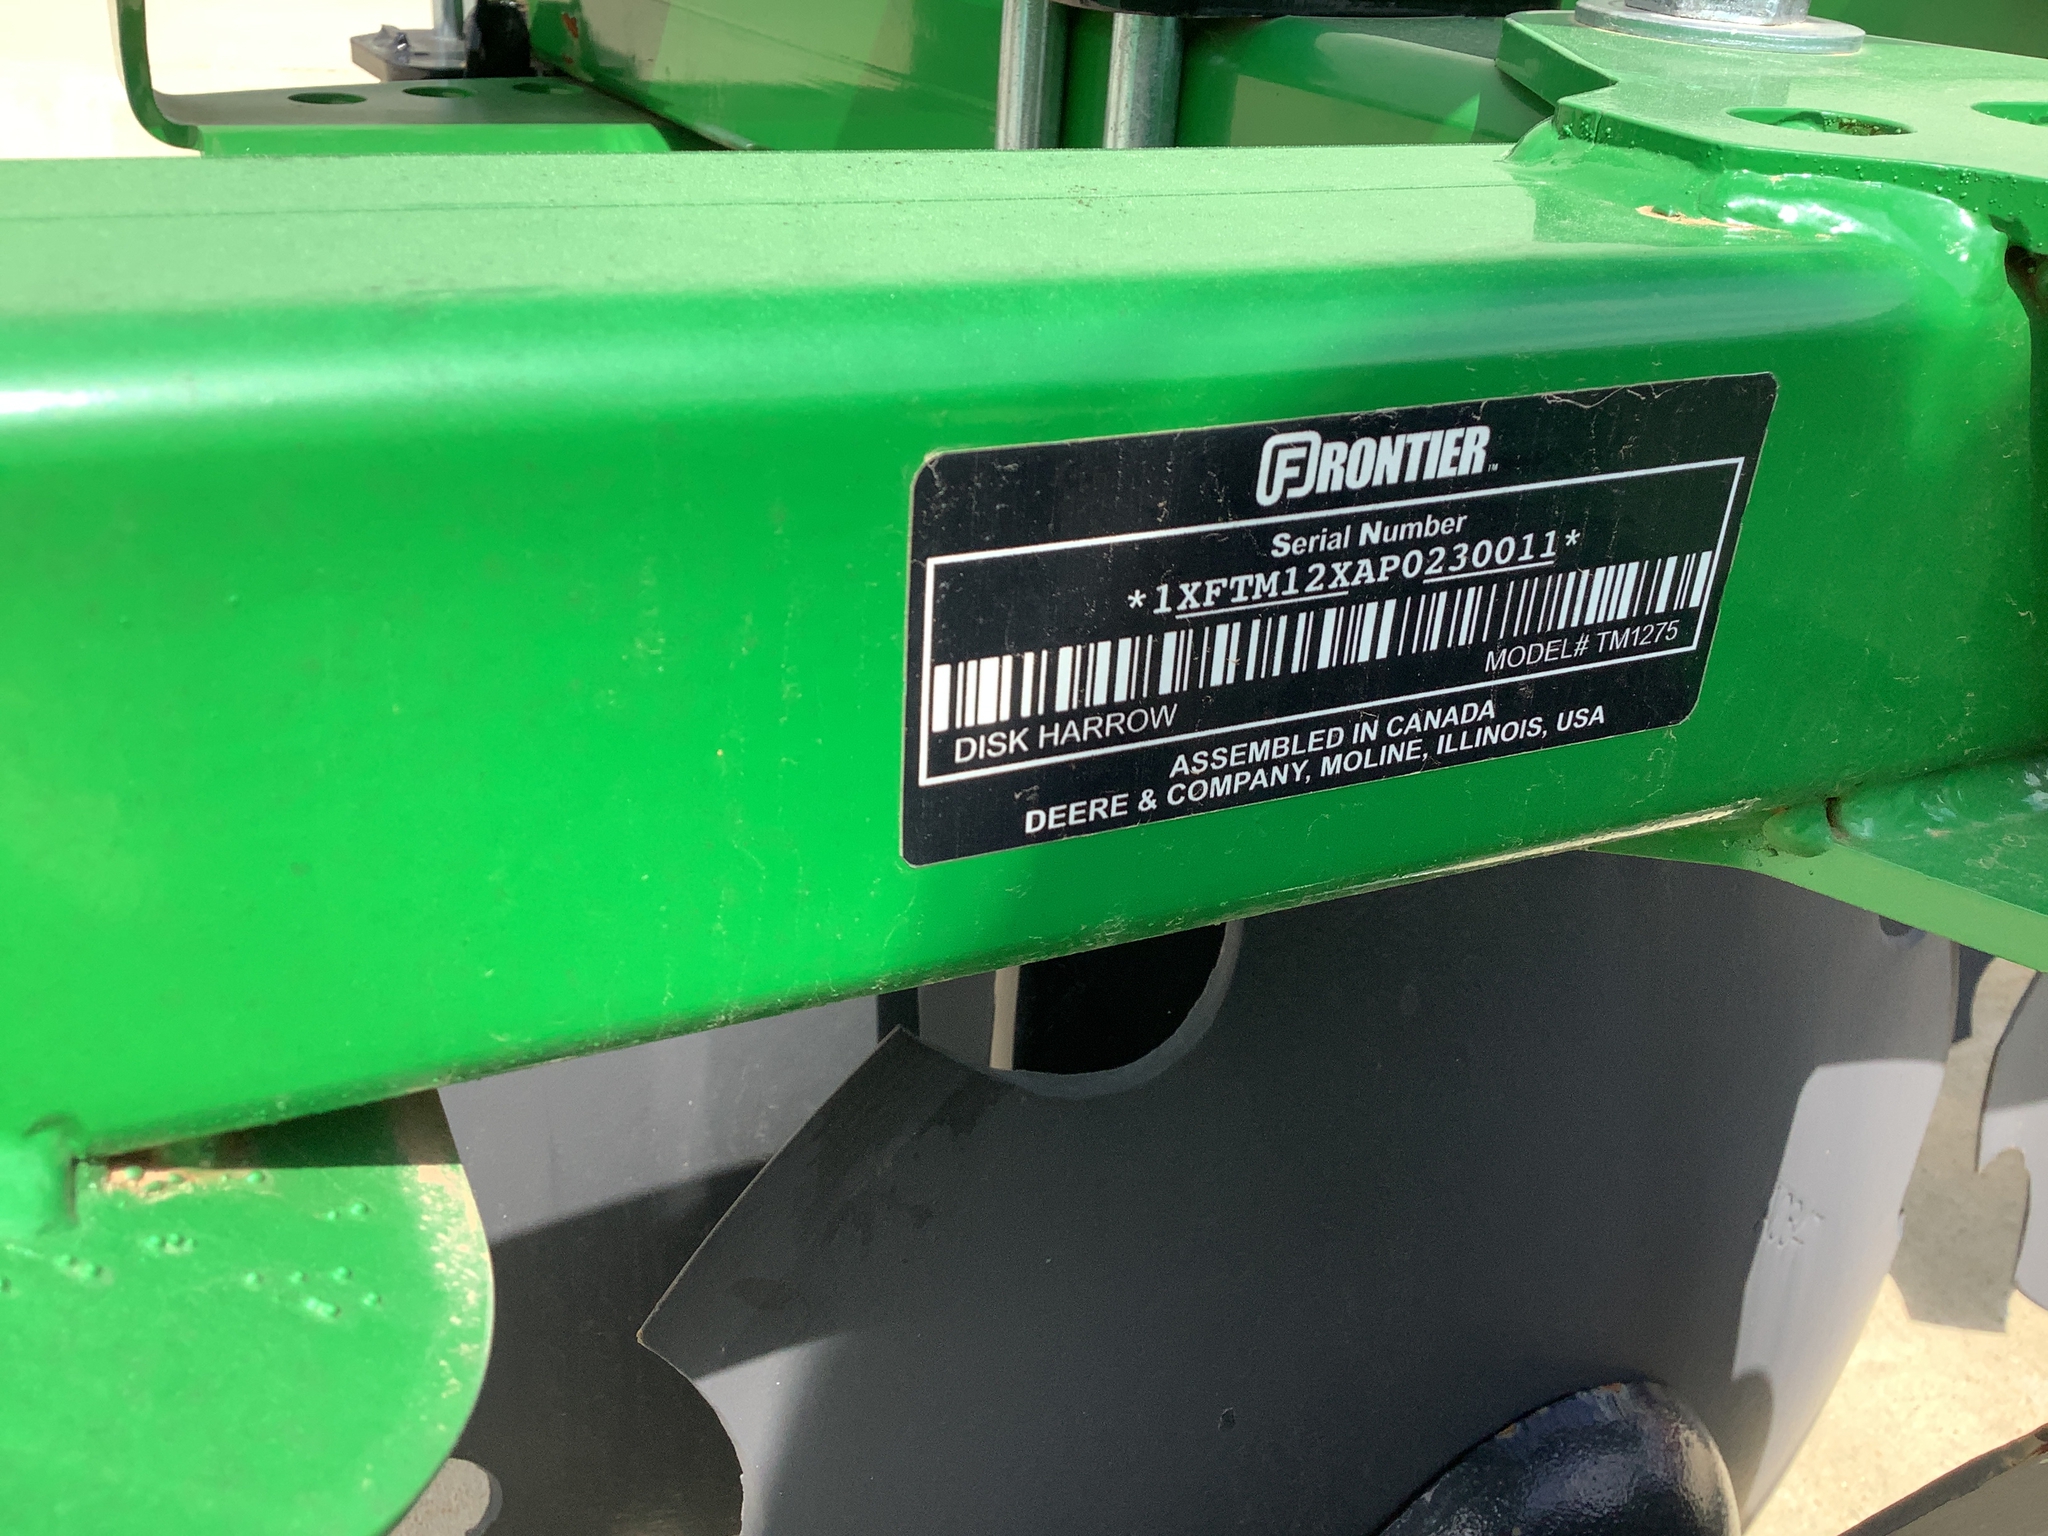 FRONTIER™
Serial Number
*1XFTM12XAP0230011*
MODEL# TM1275
DISK HARROW
ASSEMBLED IN CANADA
DEERE & COMPANY, MOLINE, ILLINOIS, USA